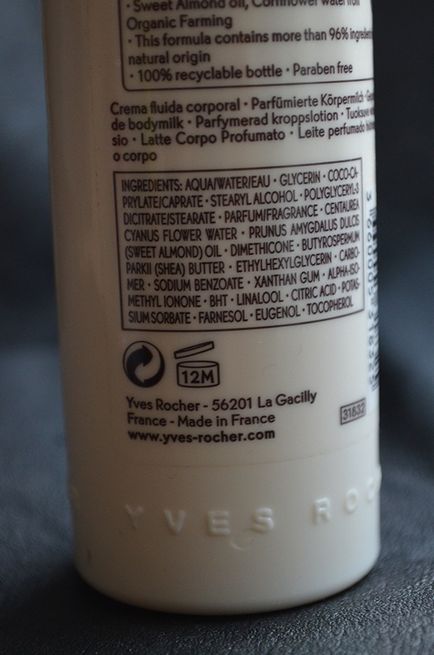 · Sweet Almond oil, Cornflower water from
Organic Farming
· This formula contains more than 96% ingredients
natural origin
· 100% recyclable bottle · Paraben free
Crema fluida corporal · Parfümierte Körpermilch ·
de bodymilk · Parfymerad kroppslotion · Tuoksuva
sio · Latte Corpo Profumato · Leite perfumado
o corpo
INGREDIENTS: AQUA/WATER/EAU · GLYCERIN · COCO-CA-
PRYLATE/CAPRATE · STEARYL ALCOHOL · POLYGLYCERYL-3
DICITRATE/STEARATE · PARFUM/FRAGRANCE · CENTAUREA
CYANUS FLOWER WATER · PRUNUS AMYGDALUS DULCIS
(SWEET ALMOND) OIL · DIMETHICONE · BUTYROSPERMUM
PARKII (SHEA) BUTTER · ETHYLHEXYLGLYCERIN · CARBO-
MER · SODIUM BENZOATE · XANTHAN GUM · ALPHA-ISO-
METHYL IONONE · BHT · LINALOOL · CITRIC ACID · POTAS-
SIUM SORBATE · FARNESOL · EUGENOL · TOCOPHEROL
12M
Yves Rocher - 56201 La Gacilly
France - Made in France
www.yves-rocher.com
31832
YVES ROC